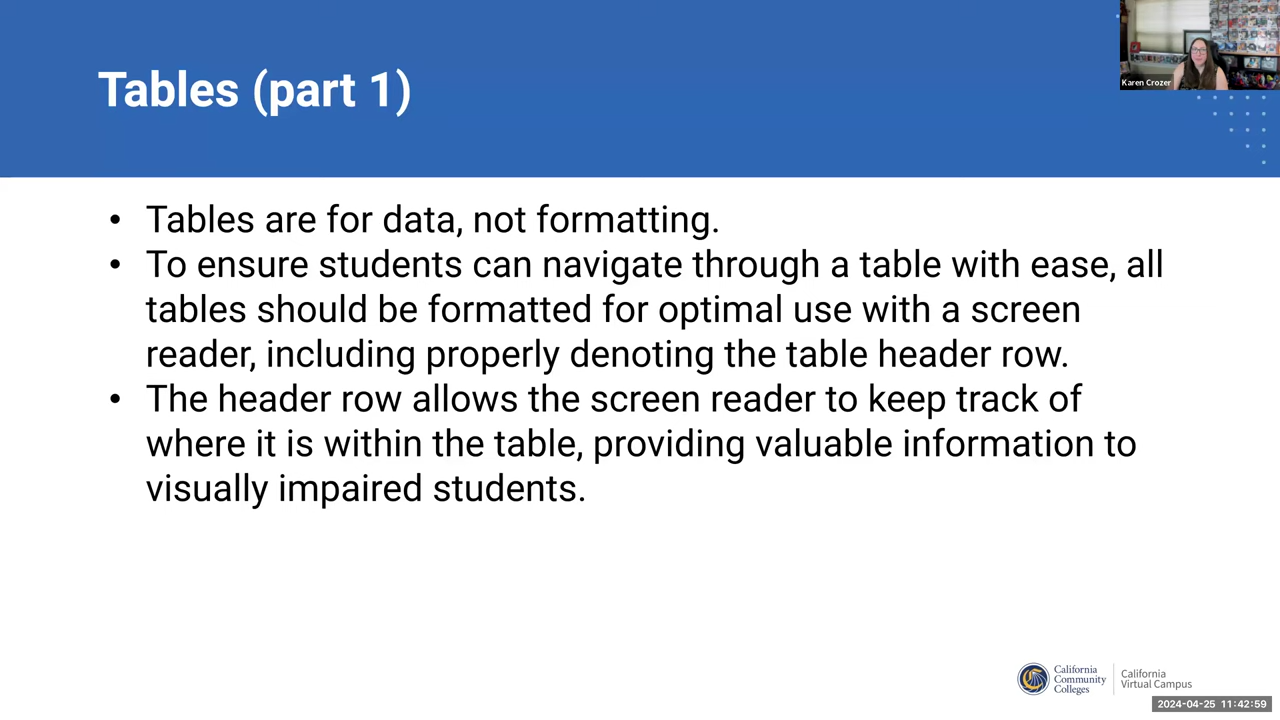 Tables (part 1)
Karen Crozer
• Tables are for data, not formatting.
• To ensure students can navigate through a table with ease, all
tables should be formatted for optimal use with a screen
reader, including properly denoting the table header row.
• The header row allows the screen reader to keep track of
where it is within the table, providing valuable information to
visually impaired students.
California
Community
Colleges
California
Virtual Campus
2024-04-25 11:42:59